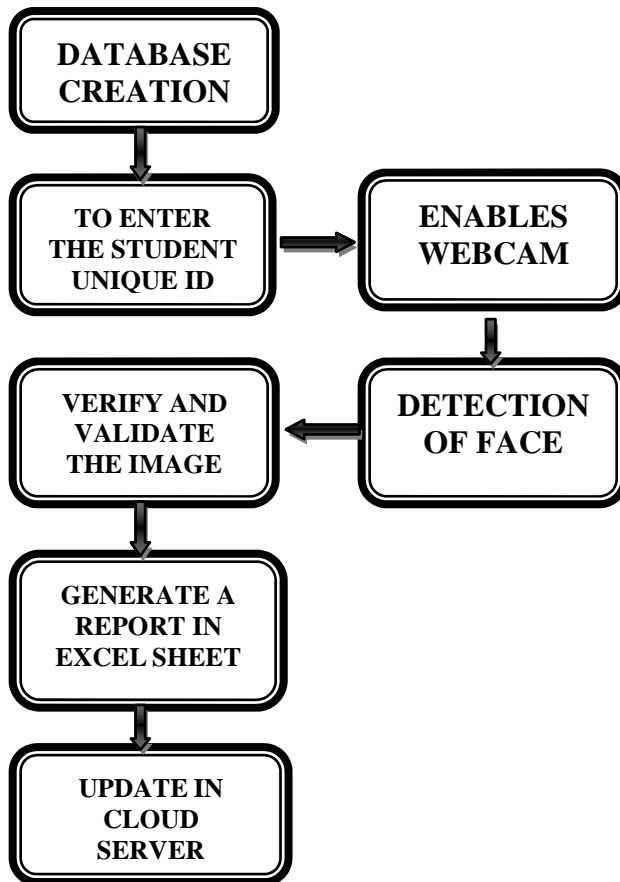 DATABASE
CREATION
TO ENTER
THE STUDENT
UNIQUE ID
ENABLES
WEBCAM
DETECTION
OF FACE
VERIFY AND
VALIDATE
THE IMAGE
GENERATE A
REPORT IN
EXCEL SHEET
UPDATE IN
CLOUD
SERVER